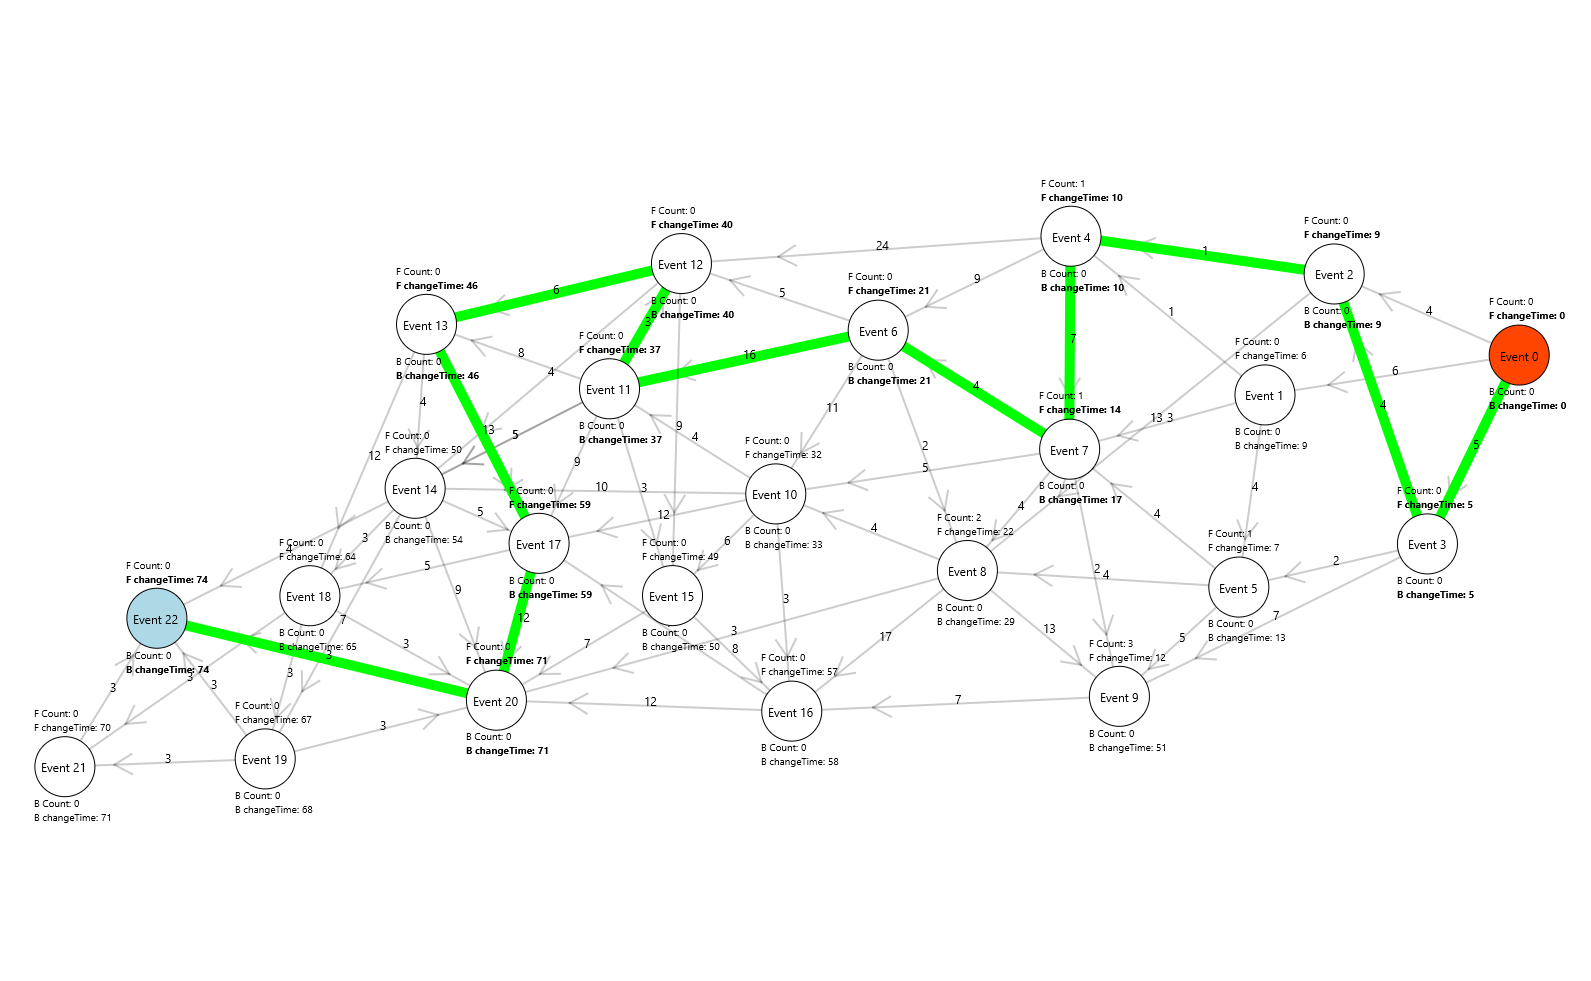 F Count: 1
F changeTime: 10
Event 4
B Count: 0
B changeTime: 10
F Count: 0
F changeTime: 40
Event 12
B Count: 0
B changeTime: 40
F Count: 0
F changeTime: 9
Event 2
B Count: 0
B changeTime: 9
F Count: 0
F changeTime: 46
Event 13
B Count: 0
B changeTime: 46
F Count: 0
F changeTime: 21
Event 6
B Count: 0
B changeTime: 21
F Count: 0
F changeTime: 0
Event 0
B Count: 0
B changeTime: 0
F Count: 0
F changeTime: 37
Event 11
B Count: 0
B changeTime: 37
F Count: 0
F changeTime: 6
Event 1
B Count: 0
B changeTime: 9
F Count: 1
F changeTime: 14
Event 7
B Count: 0
B changeTime: 17
F Count: 0
F changeTime: 50
Event 14
B Count: 0
B changeTime: 54
F Count: 0
F changeTime: 32
Event 10
B Count: 0
B changeTime: 33
F Count: 0
F changeTime: 59
Event 17
B Count: 0
B changeTime: 59
F Count: 0
F changeTime: 5
Event 3
B Count: 0
B changeTime: 5
F Count: 2
F changeTime: 22
Event 8
B Count: 0
B changeTime: 29
F Count: 1
F changeTime: 7
Event 5
B Count: 0
B changeTime: 13
F Count: 0
F changeTime: 64
Event 18
B Count: 0
B changeTime: 65
F Count: 0
F changeTime: 49
Event 15
B Count: 0
B changeTime: 50
F Count: 0
F changeTime: 74
Event 22
B Count: 0
B changeTime: 74
F Count: 0
F changeTime: 71
Event 20
B Count: 0
B changeTime: 71
F Count: 0
F changeTime: 57
Event 16
B Count: 0
B changeTime: 58
F Count: 3
F changeTime: 12
Event 9
B Count: 0
B changeTime: 51
F Count: 0
F changeTime: 67
Event 19
B Count: 0
B changeTime: 68
F Count: 0
F changeTime: 70
Event 21
B Count: 0
B changeTime: 71
24
1
9
5
6
4
1
3
7
6
8
16
4
4
4
11
4
5
13
9
4
13 3
12
9
2
5
5
10
3
4
4
5
12
4
4
3
6
2
5
9
3
2
4
7
12
3
17
13
7
5
3
7
8
3
3
3
3
3
12
7
3
3